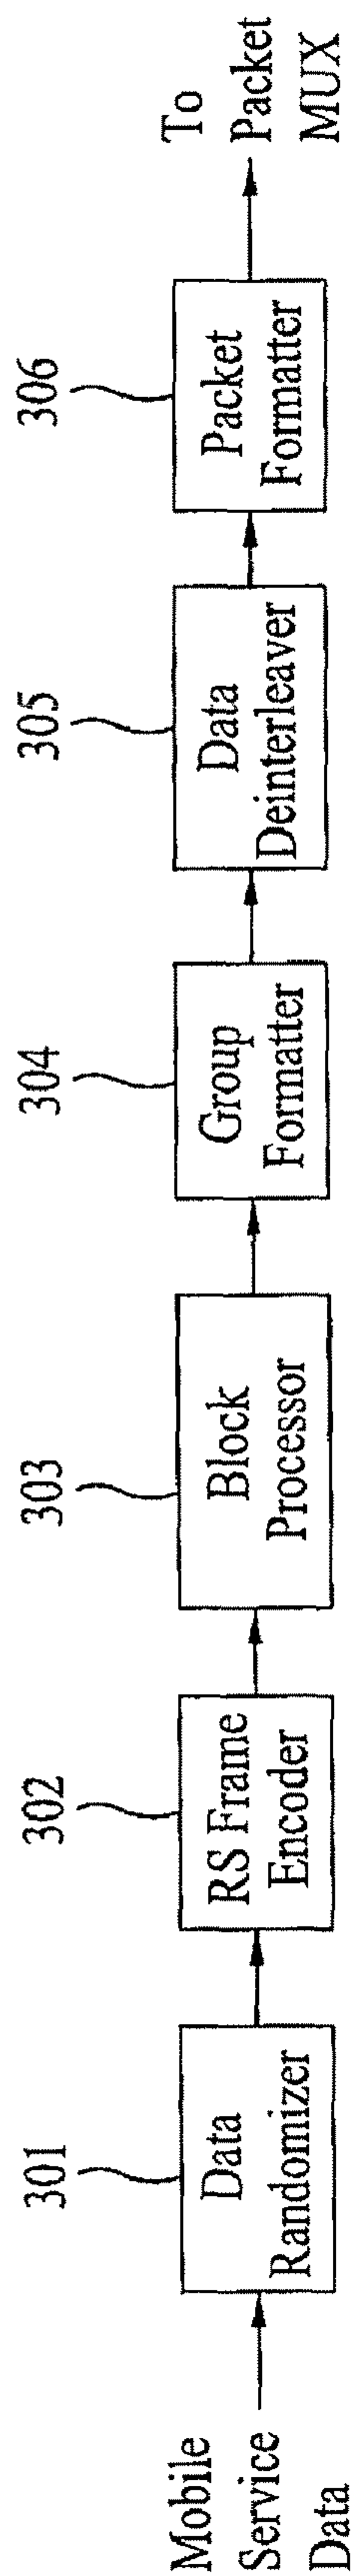 Mobile
Service
Data
301
Data
Randomizer
302
RS Frame
Encoder
303
Block
Processor
304
Group
Formatter
305
Data
Deinterleaver
306
Packet
Formatter
To
Packet
MUX